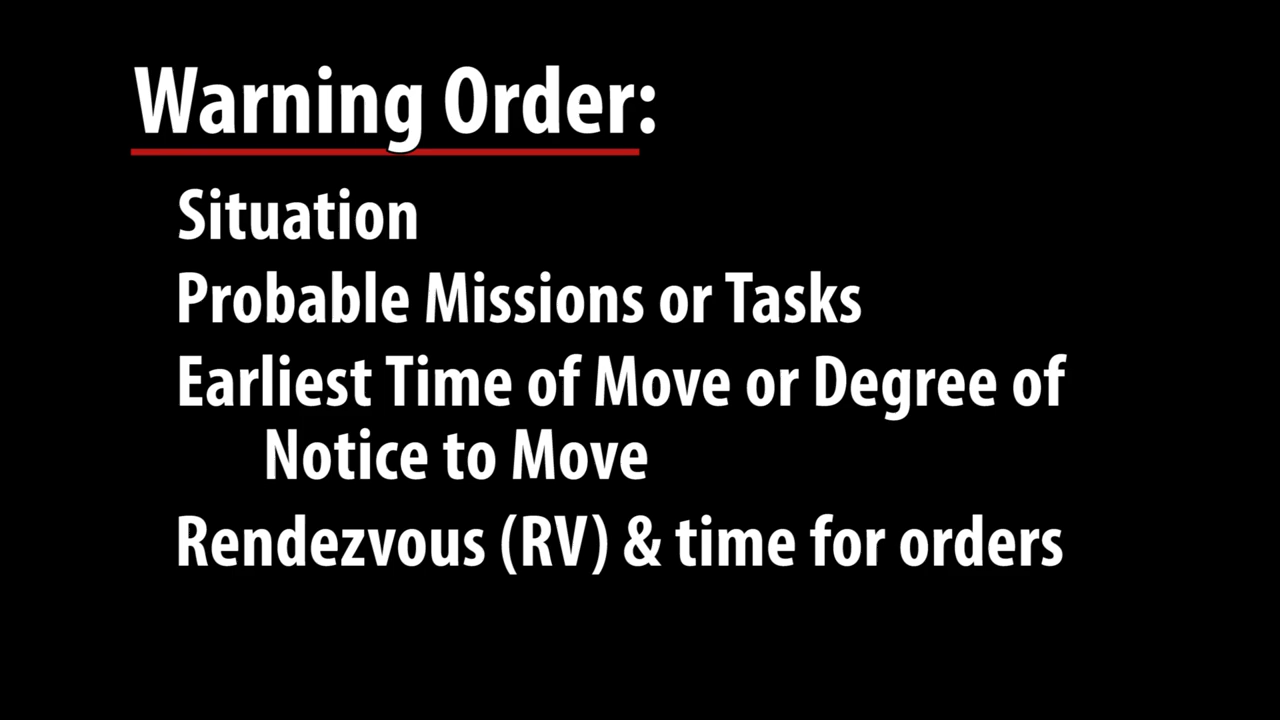 Warning Order:
Situation
Probable Missions or Tasks
Earliest Time of Move or Degree of
Notice to Move
Rendezvous (RV) & time for orders